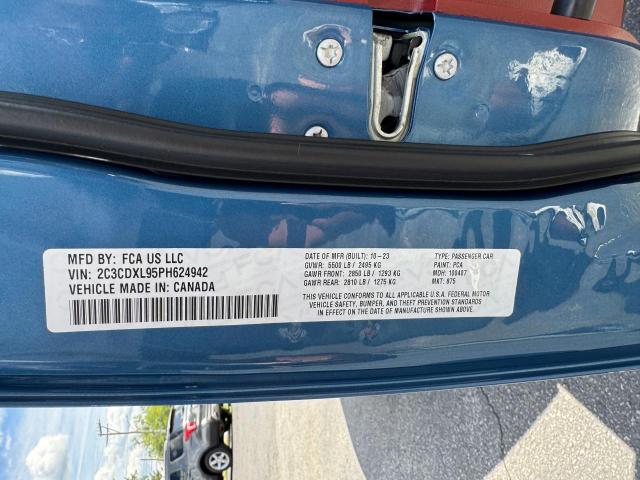 MFD BY: FCA US LLC
VIN: 2C3CDXL95PH624942
VEHICLE MADE IN: CANADA
DATE OF MFR (BUILT): 10-23
GVWR: 5500 LB / 2495 KG
GAWR FRONT: 2850 LB / 1293 KG
GAWR REAR: 2810 LB / 1275 KG
TYPE: PASSENGER CAR
PAINT: PCA
MDH: 100407
MKT: 875
THIS VEHICLE CONFORMS TO ALL APPLICABLE U.S.A. FEDERAL MOTOR
VEHICLE SAFETY, BUMPER, AND THEFT PREVENTION STANDARDS
IN EFFECT ON THE DATE OF MANUFACTURE SHOWN ABOVE.